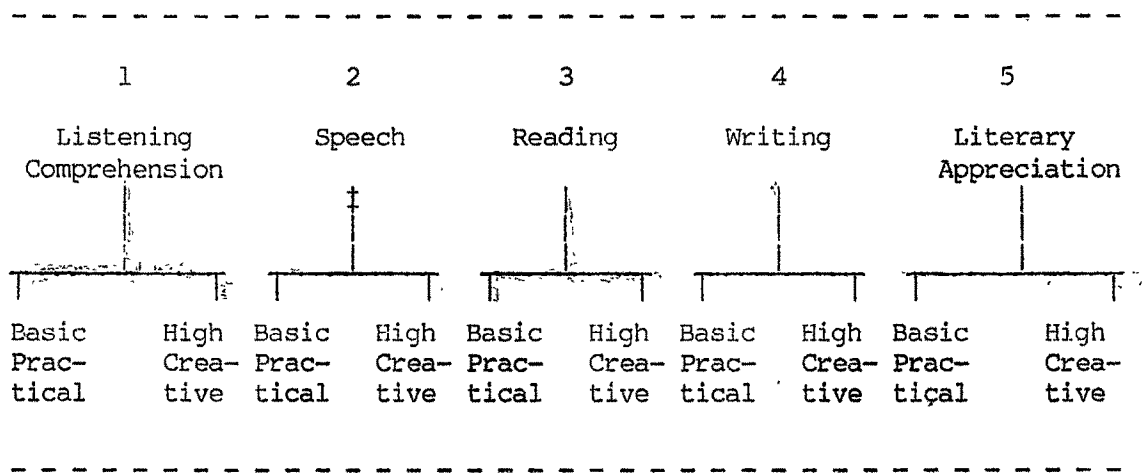 1 2 3 4 5
Listening Speech Reading Writing Literary
Comprehension Appreciation
Basic High Basic High Basic High Basic High Basic High
Prac- Crea- Prac- Crea- Prac- Crea- Prac- Crea- Prac- Crea-
tical tive tical tive tical tive tical tive tical tive